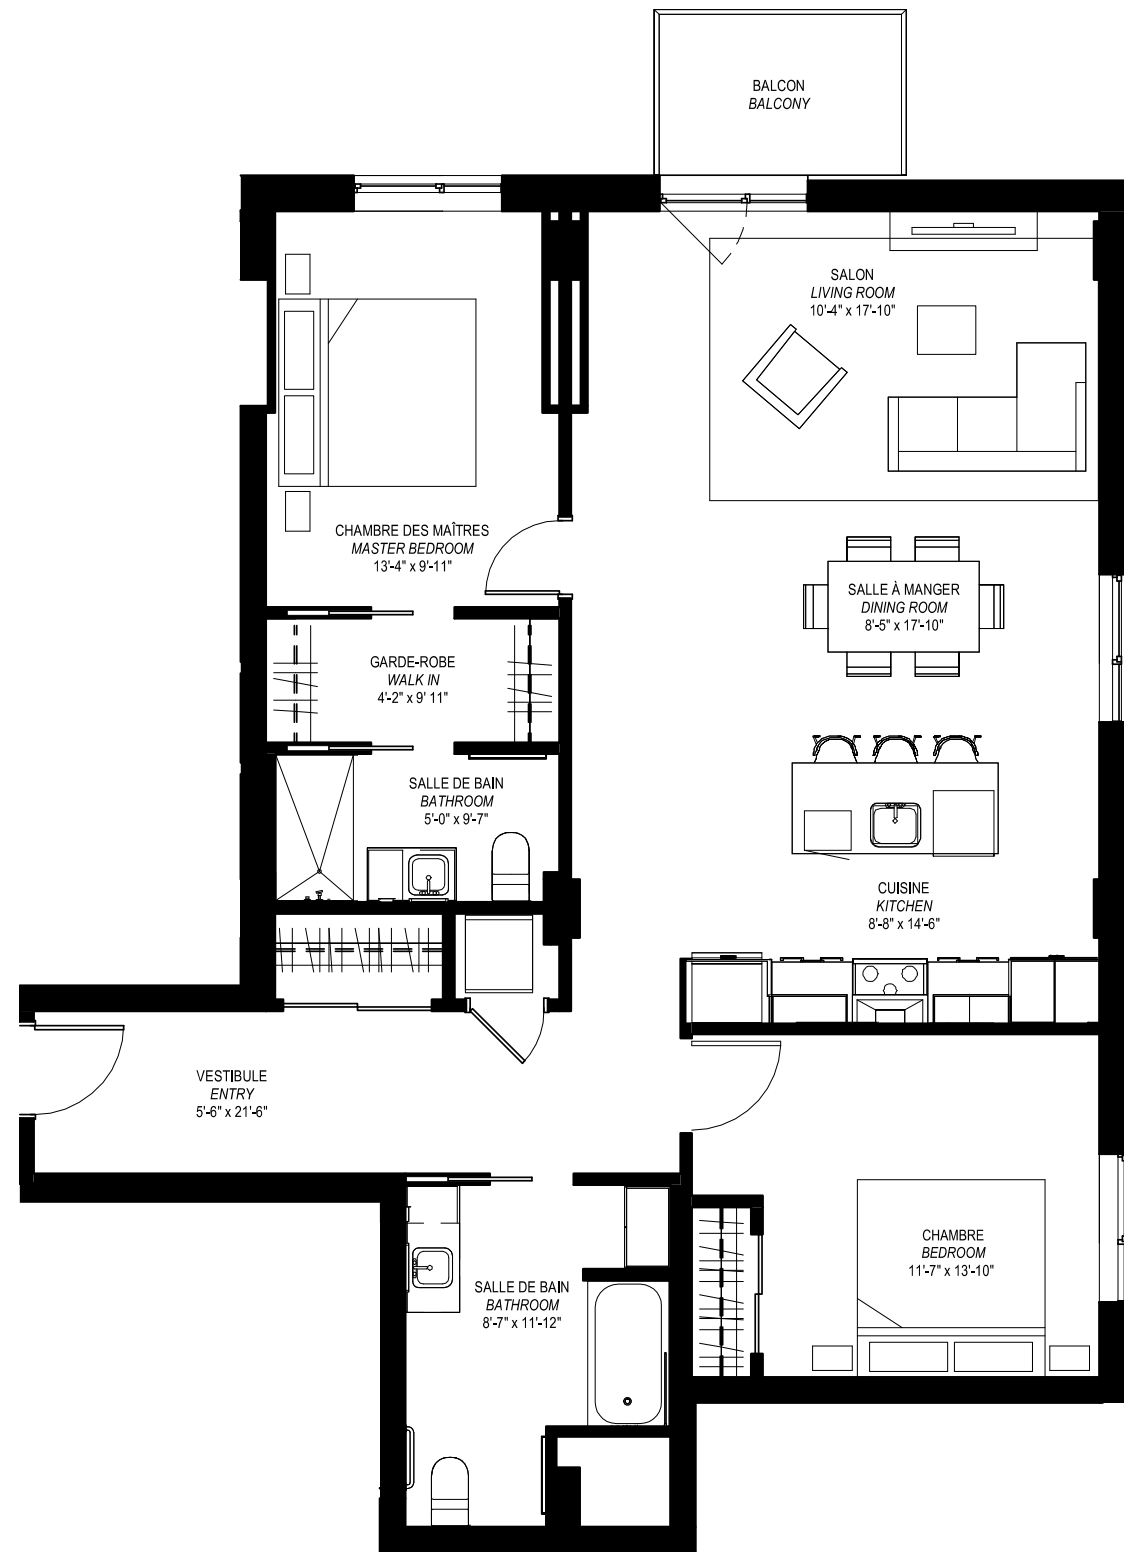 BALCON
BALCONY
SALON
LIVING ROOM
10'-4" x 17'-10"
CHAMBRE DES MAÎTRES
MASTER BEDROOM
13'-4" x 9'-11"
SALLE À MANGER
DINING ROOM
8'-5" x 17'-10"
GARDE-ROBE
WALK IN
4'-2" x 9' 11"
SALLE DE BAIN
BATHROOM
5'-0" x 9'-7"
CUISINE
KITCHEN
8'-8" x 14'-6"
VESTIBULE
ENTRY
5'-6" x 21'-6"
CHAMBRE
BEDROOM
11'-7" x 13'-10"
SALLE DE BAIN
BATHROOM
8'-7" x 11'-12"